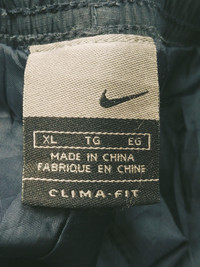 XL TG EG
MADE IN CHINA
FABRIQUE EN CHINE
CLIMA-FIT